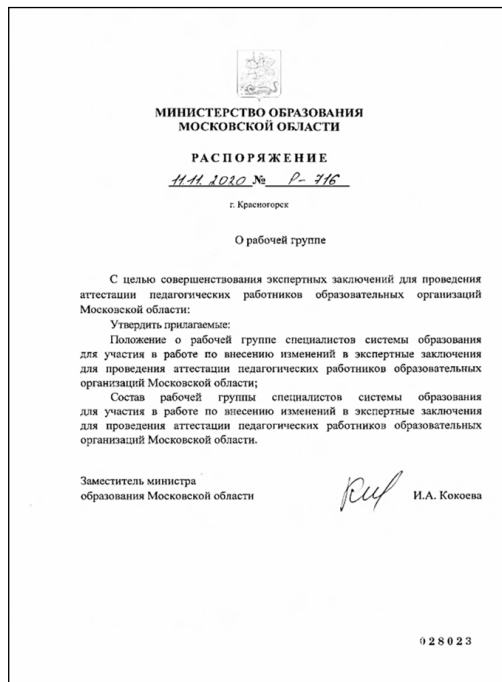 МИНИСТЕРСТВО ОБРАЗОВАНИЯ
МОСКОВСКОЙ ОБЛАСТИ
РАСПОРЯЖЕНИЕ
11.11.2020 № Р-716
г. Красногорск
О рабочей группе
С целью совершенствования экспертных заключений для проведения
аттестации педагогических работников образовательных организаций
Московской области:
Утвердить прилагаемые:
Положение о рабочей группе специалистов системы образования
для участия в работе по внесению изменений в экспертные заключения
для проведения аттестации педагогических работников образовательных
организаций Московской области;
Состав рабочей группы специалистов системы образования
для участия в работе по внесению изменений в экспертные заключения
для проведения аттестации педагогических работников образовательных
организаций Московской области.
Заместитель министра
образования Московской области
И.А. Кокоева
028023